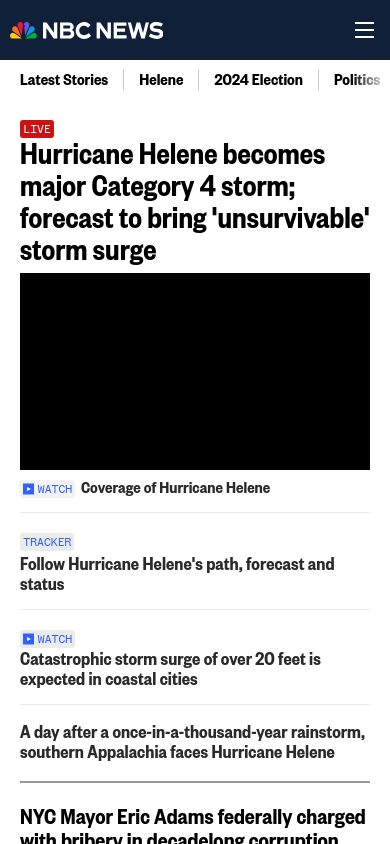 NBC NEWS
Latest Stories
Helene
2024 Election
Politics
LIVE
Hurricane Helene becomes
major Category 4 storm;
forecast to bring 'unsurvivable'
storm surge
WATCH Coverage of Hurricane Helene
TRACKER
Follow Hurricane Helene's path, forecast and
status
WATCH
Catastrophic storm surge of over 20 feet is
expected in coastal cities
A day after a once-in-a-thousand-year rainstorm,
southern Appalachia faces Hurricane Helene
NYC Mayor Eric Adams federally charged
with bribery in decadelong corruption